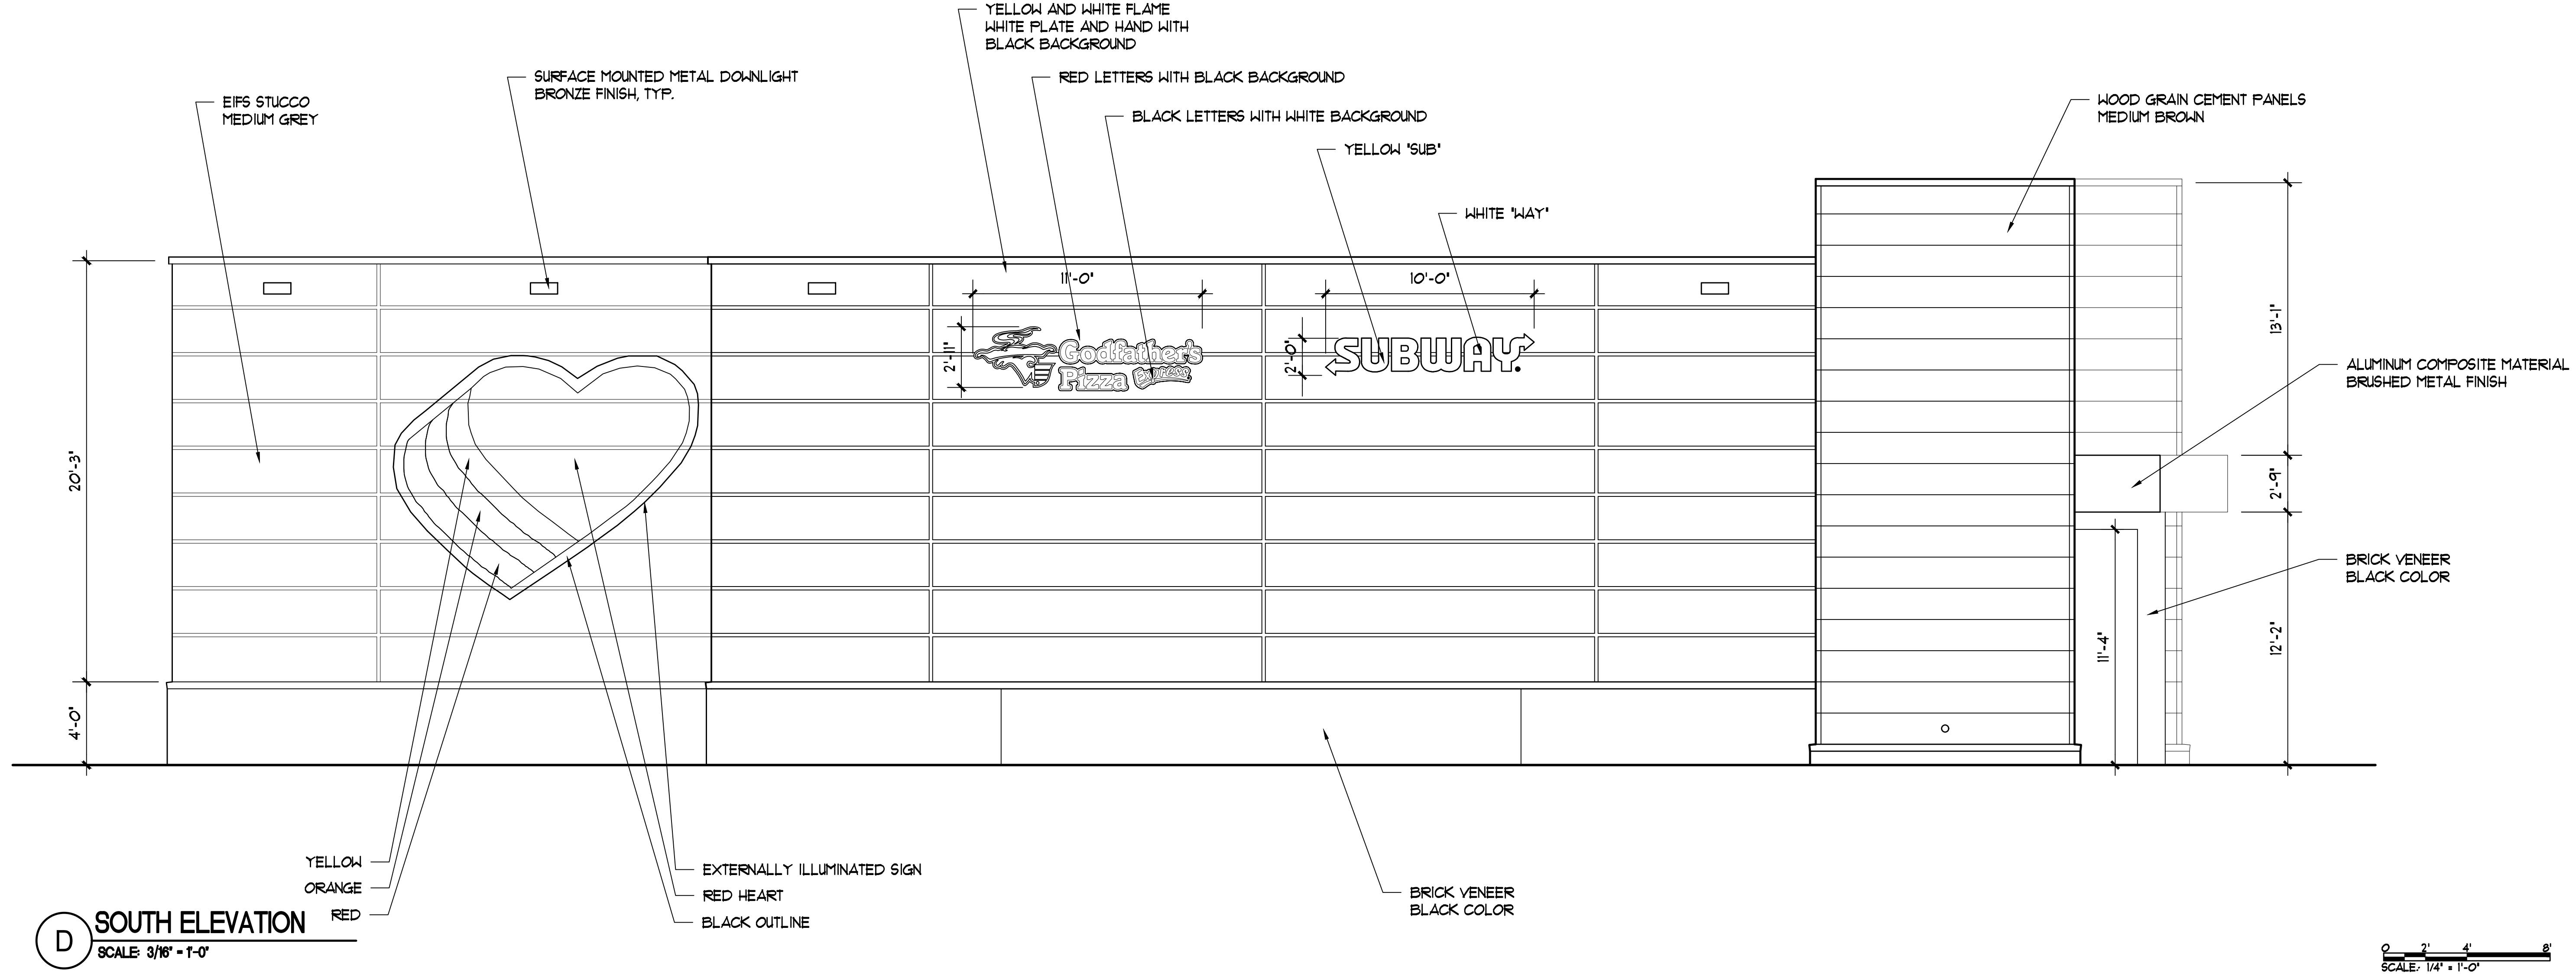 YELLOW AND WHITE FLAME
WHITE PLATE AND HAND WITH
BLACK BACKGROUND
SURFACE MOUNTED METAL DOWNLIGHT
BRONZE FINISH, TYP.
RED LETTERS WITH BLACK BACKGROUND
EIFS STUCCO
MEDIUM GREY
BLACK LETTERS WITH WHITE BACKGROUND
WOOD GRAIN CEMENT PANELS
MEDIUM BROWN
YELLOW "SUB"
WHITE "WAY"
11'-0"
10'-0"
13'-1"
2'-11"
Godfather's
Pizza Express
2'-0"
SUBWAY
ALUMINUM COMPOSITE MATERIAL
BRUSHED METAL FINISH
20'-3"
2'-9"
BRICK VENEER
BLACK COLOR
11'-4"
12'-2"
4'-0"
YELLOW
ORANGE
RED
EXTERNALLY ILLUMINATED SIGN
RED HEART
BLACK OUTLINE
BRICK VENEER
BLACK COLOR
D
SOUTH ELEVATION
SCALE: 3/16" = 1'-0"
0 2' 4' 8'
SCALE: 1/4" = 1'-0"